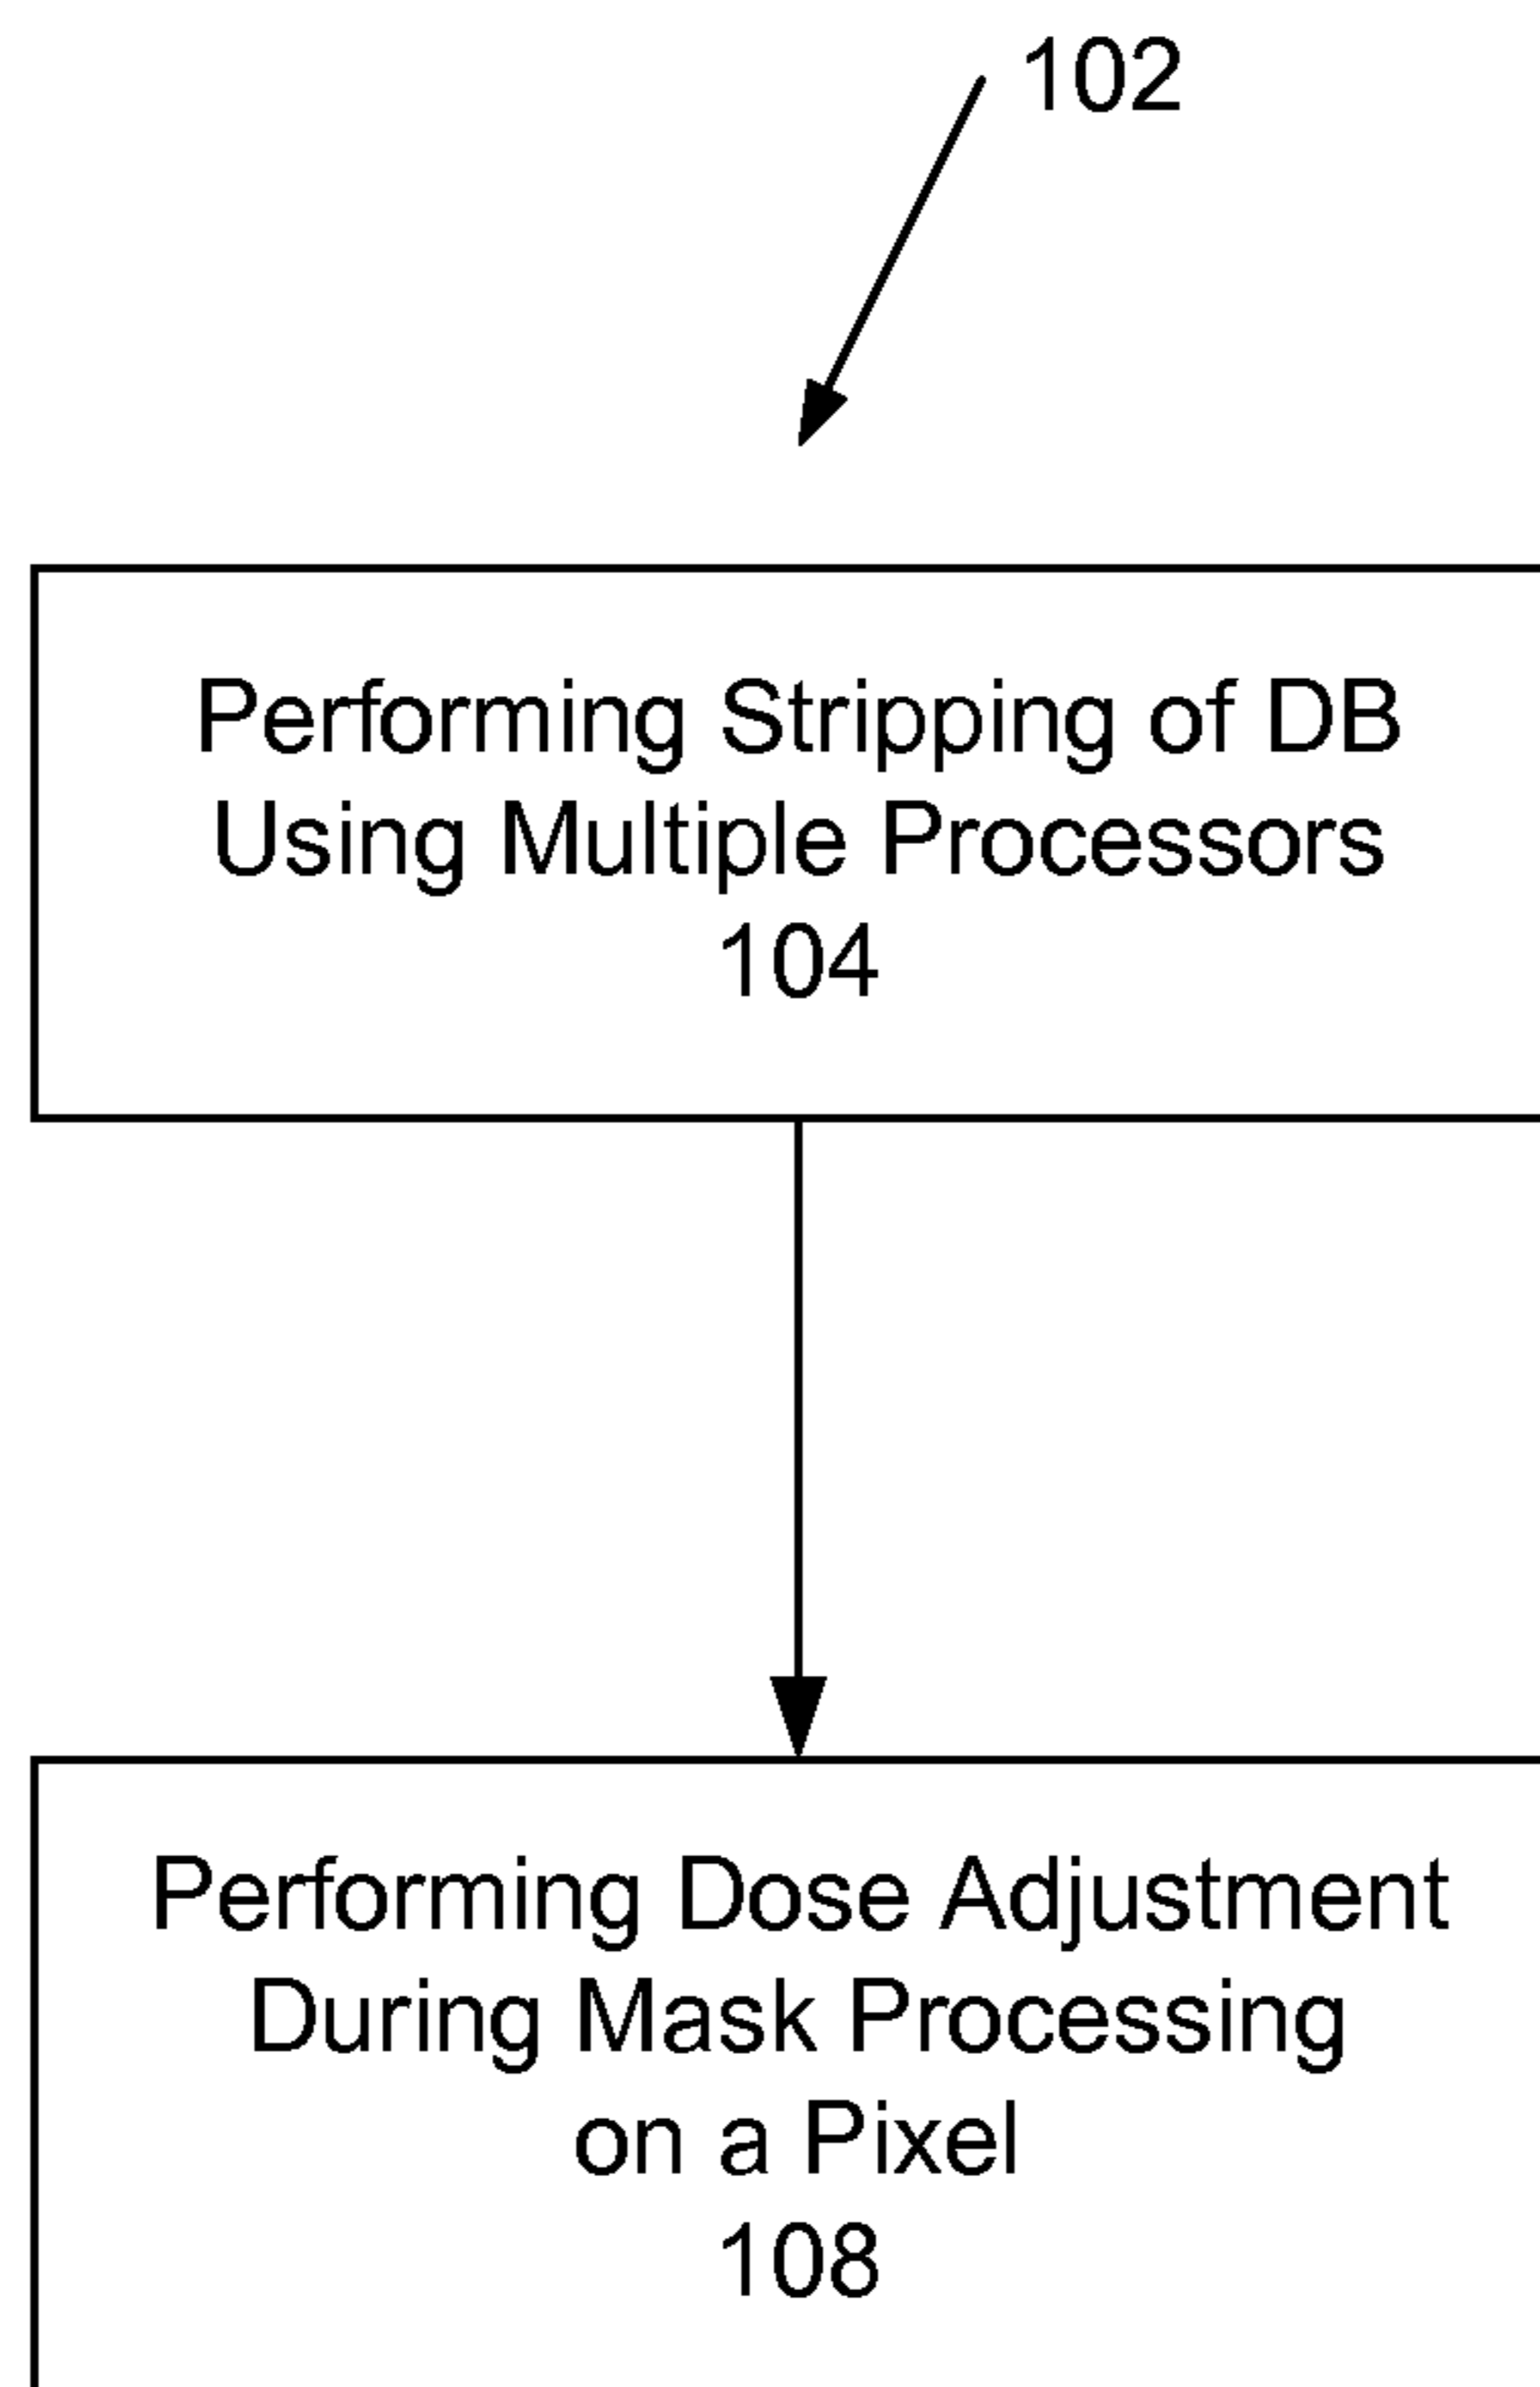 102
Performing Stripping of DB
Using Multiple Processors
104
Performing Dose Adjustment
During Mask Processing
on a Pixel
108